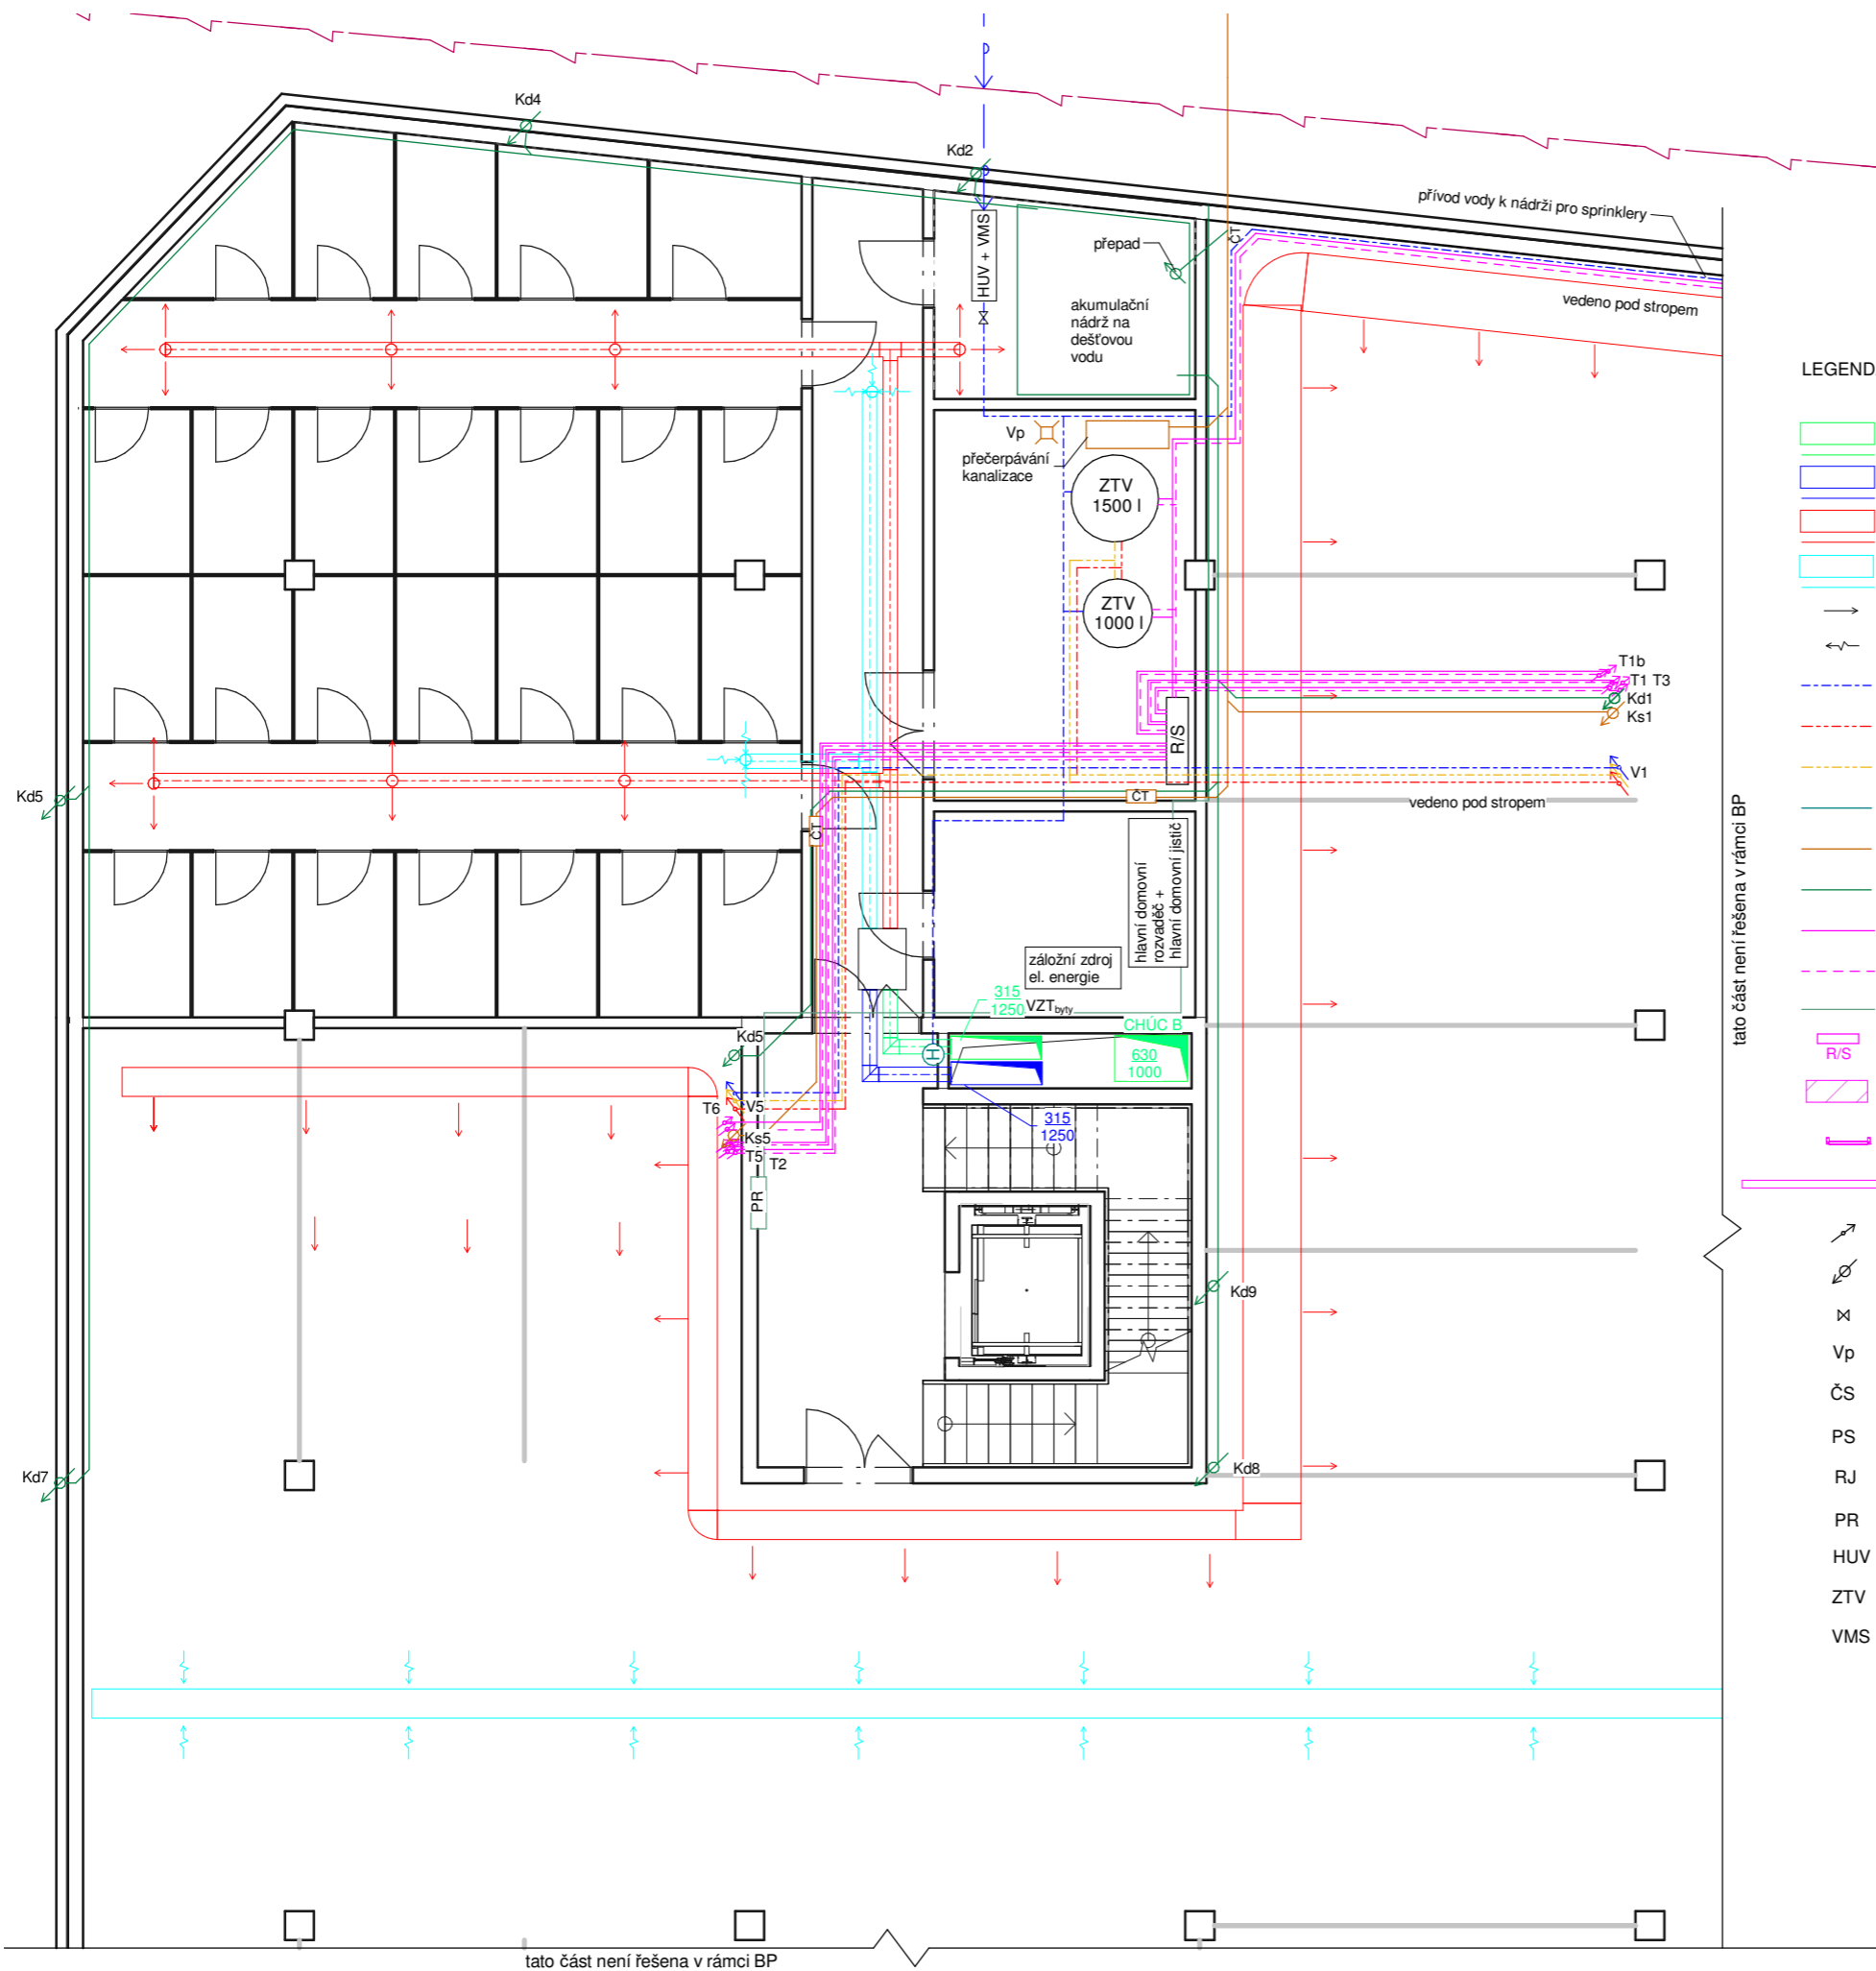 Kd4
Kd2
přívod vody k nádrži pro sprinklery
HUV + VMS
ČT
přepad
vedeno pod stropem
akumulační
nádrž na
dešťovou
vodu
LEGEND
Vp
přečerpávání
kanalizace
ZTV
1500 l
ZTV
1000 l
T1b
T1 T3
Kd1
Ks1
R/S
V1
Kd5
ČT
vedeno pod stropem
ČT
hlavní domovní
rozvaděč +
hlavní domovní jistič
tato část není řešena v rámci BP
záložní zdroj
el. energie
315
1250
VZTbyty
CHÚC B
Kd5
H
630
1000
R/S
T6
V5
315
1250
Ks5
T5
T2
PR
Kd9
Vp
ČS
PS
Kd7
Kd8
RJ
PR
HUV
ZTV
VMS
tato část není řešena v rámci BP